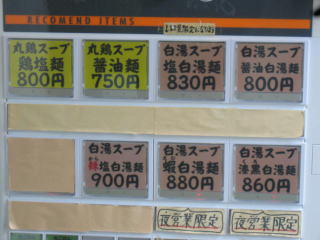 RECOMEND ITEMS
丸鶏スープ
鶏塩麺
800円
丸鶏スープ
醤油麺
750円
白湯スープ
塩白湯麺
830円
白湯スープ
醤油白湯麺
800円
白湯スープ
辣塩白湯麺
900円
白湯スープ
蝦白湯麺
880円
白湯スープ
漆黒白湯麺
860円
夜営業限定
夜営業限定